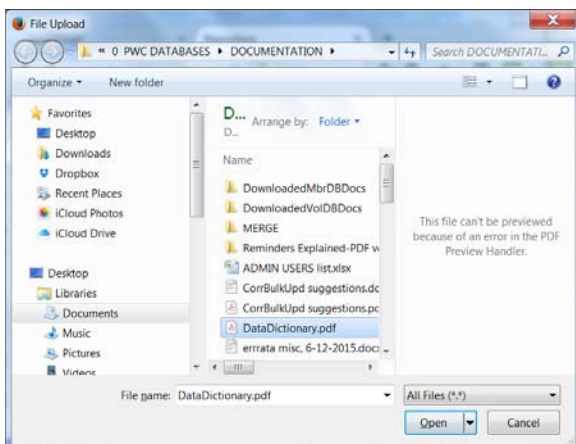 File Upload
« 0 PWC DATABASES ▸ DOCUMENTATION ▸
Search DOCUMENTATI...
Organize ▾ New folder
Favorites
Desktop
Downloads
Dropbox
Recent Places
iCloud Photos
iCloud Drive
Desktop
Libraries
Documents
Music
Pictures
Videos
D...
D...
Arrange by: Folder ▾
Name
DownloadedMbrDBDocs
DownloadedVolDBDocs
MERGE
Reminders Explained-PDF v
ADMIN USERS list.xlsx
CorrBulkUpd suggestions.dc
CorrBulkUpd suggestions.pc
DataDictionary.pdf
errrata misc, 6-12-2015.doc
This file can't be previewed
because of an error in the PDF
Preview Handler.
File name: DataDictionary.pdf
All Files (*.*)
Open Cancel